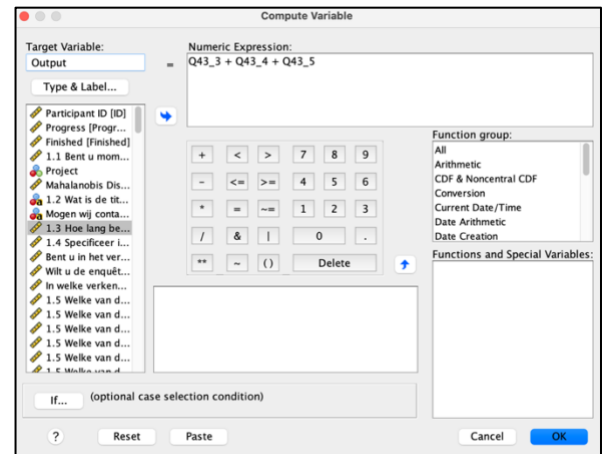 Compute Variable
Target Variable:
Output
=
Numeric Expression:
Q43_3 + Q43_4 + Q43_5
Type & Label...
Participant ID [ID]
Progress [Progr...
Finished [Finished]
1.1 Bent u mom...
Project
Mahalanobis Dis...
1.2 Wat is de tit...
Mogen wij conta...
1.3 Hoe lang be...
1.4 Specificeer i...
Bent u in het ver...
Wilt u de enquêt...
In welke verken...
1.5 Welke van d...
1.5 Welke van d...
1.5 Welke van d...
1.5 Welke van d...
1.5 Welke van d...
+ < > 7 8 9
- <= >= 4 5 6
* = ~= 1 2 3
/ & | 0 .
** ~ () Delete
Function group:
All
Arithmetic
CDF & Noncentral CDF
Conversion
Current Date/Time
Date Arithmetic
Date Creation
Functions and Special Variables:
If... (optional case selection condition)
? Reset Paste Cancel OK